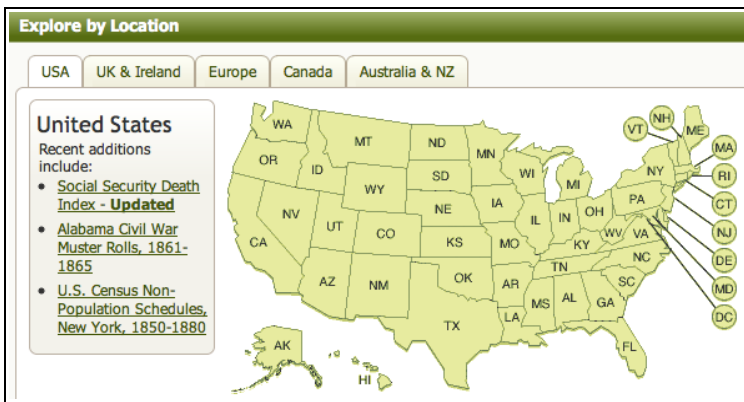 Explore by Location
USA UK & Ireland Europe Canada Australia & NZ
United States
Recent additions
include:
• Social Security Death
Index - Updated
• Alabama Civil War
Muster Rolls, 1861-
1865
• U.S. Census Non-
Population Schedules,
New York, 1850-1880
WA
OR
CA
ID
NV
MT
WY
UT
AZ
CO
NM
ND
SD
NE
KS
OK
TX
MN
IA
MO
AR
LA
WI
IL
MI
IN
OH
KY
TN
MS
AL
GA
FL
SC
NC
VA
WV
PA
NY
VT
NH
ME
MA
RI
CT
NJ
DE
MD
DC
AK
HI